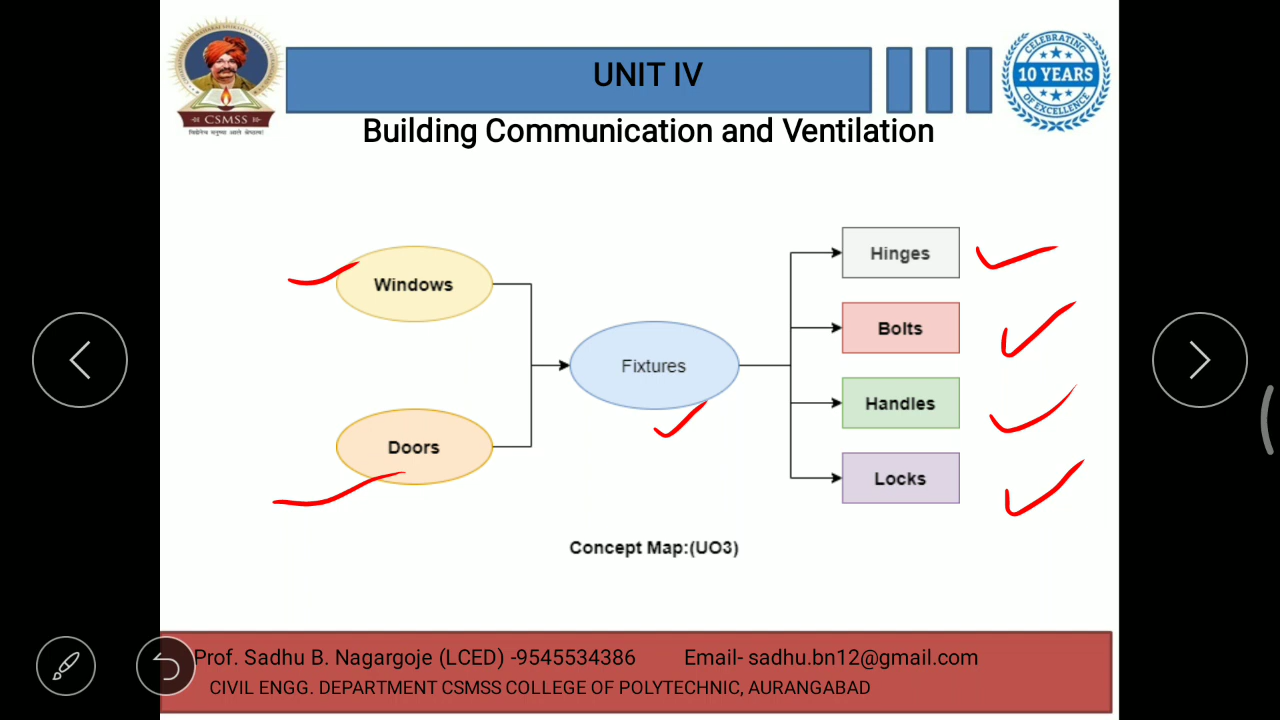 UNIT IV
CELEBRATING
10 YEARS
OF EXCELLENCE
CSMSS
Building Communication and Ventilation
Windows
Doors
Fixtures
Hinges
Bolts
Handles
Locks
Concept Map:(UO3)
Prof. Sadhu B. Nagargoje (LCED) -9545534386 Email- sadhu.bn12@gmail.com
CIVIL ENGG. DEPARTMENT CSMSS COLLEGE OF POLYTECHNIC, AURANGABAD